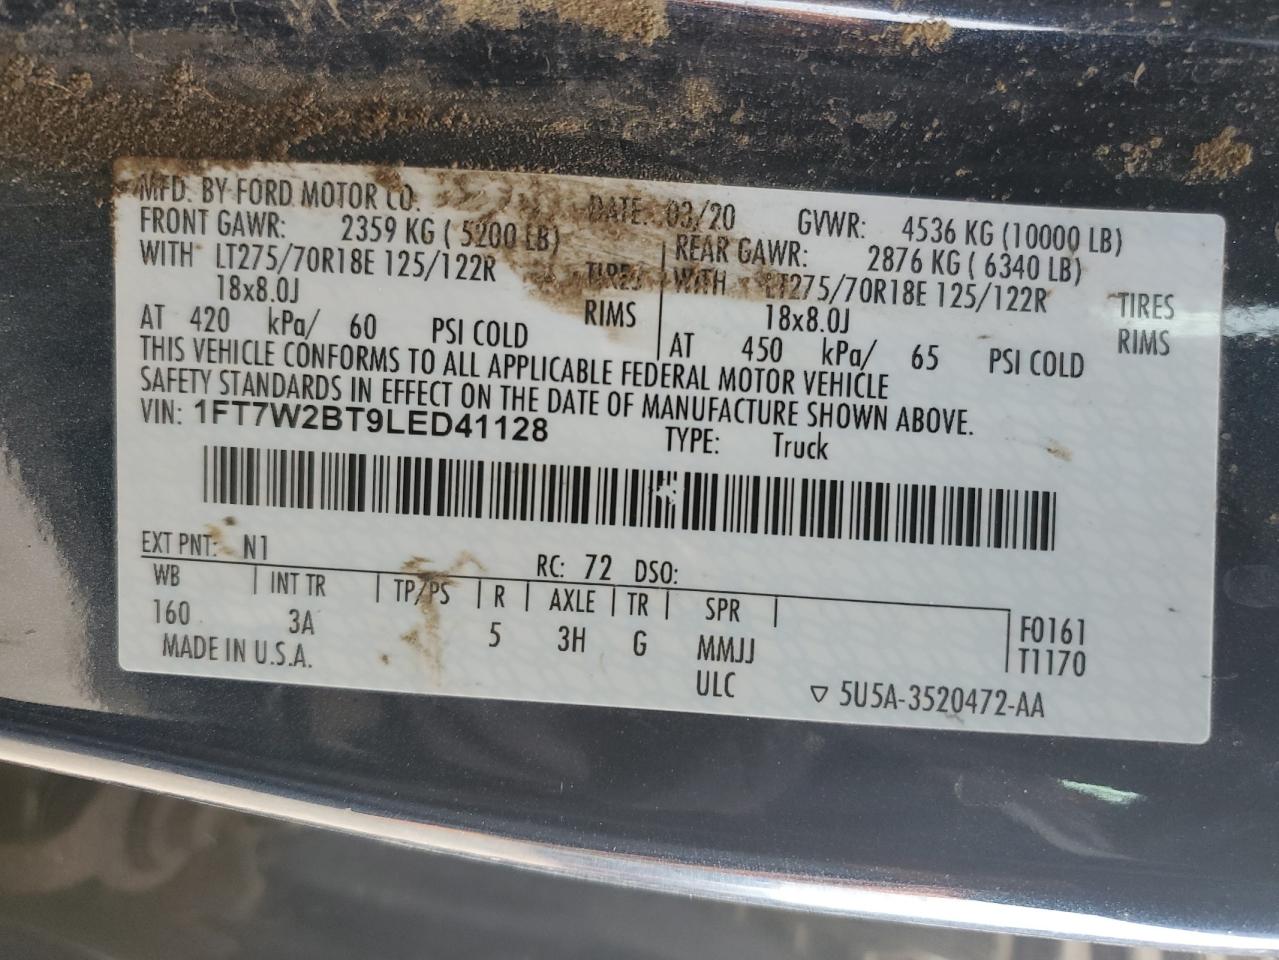 MFD. BY FORD MOTOR CO. DATE: 03/20 GVWR: 4536 KG (10000 LB)
FRONT GAWR: 2359 KG ( 5200 LB) REAR GAWR: 2876 KG ( 6340 LB)
WITH LT275/70R18E 125/122R TIRES WITH LT275/70R18E 125/122R TIRES
18x8.0J RIMS 18x8.0J RIMS
AT 420 kPa/ 60 PSI COLD AT 450 kPa/ 65 PSI COLD
THIS VEHICLE CONFORMS TO ALL APPLICABLE FEDERAL MOTOR VEHICLE
SAFETY STANDARDS IN EFFECT ON THE DATE OF MANUFACTURE SHOWN ABOVE.
VIN: 1FT7W2BT9LED41128 TYPE: Truck
EXT PNT: N1 RC: 72 DSO:
WB INT TR TP/PS R AXLE TR SPR
160 3A 5 3H G MMJJ F0161
MADE IN U.S.A. ULC T1170
▽ 5U5A-3520472-AA